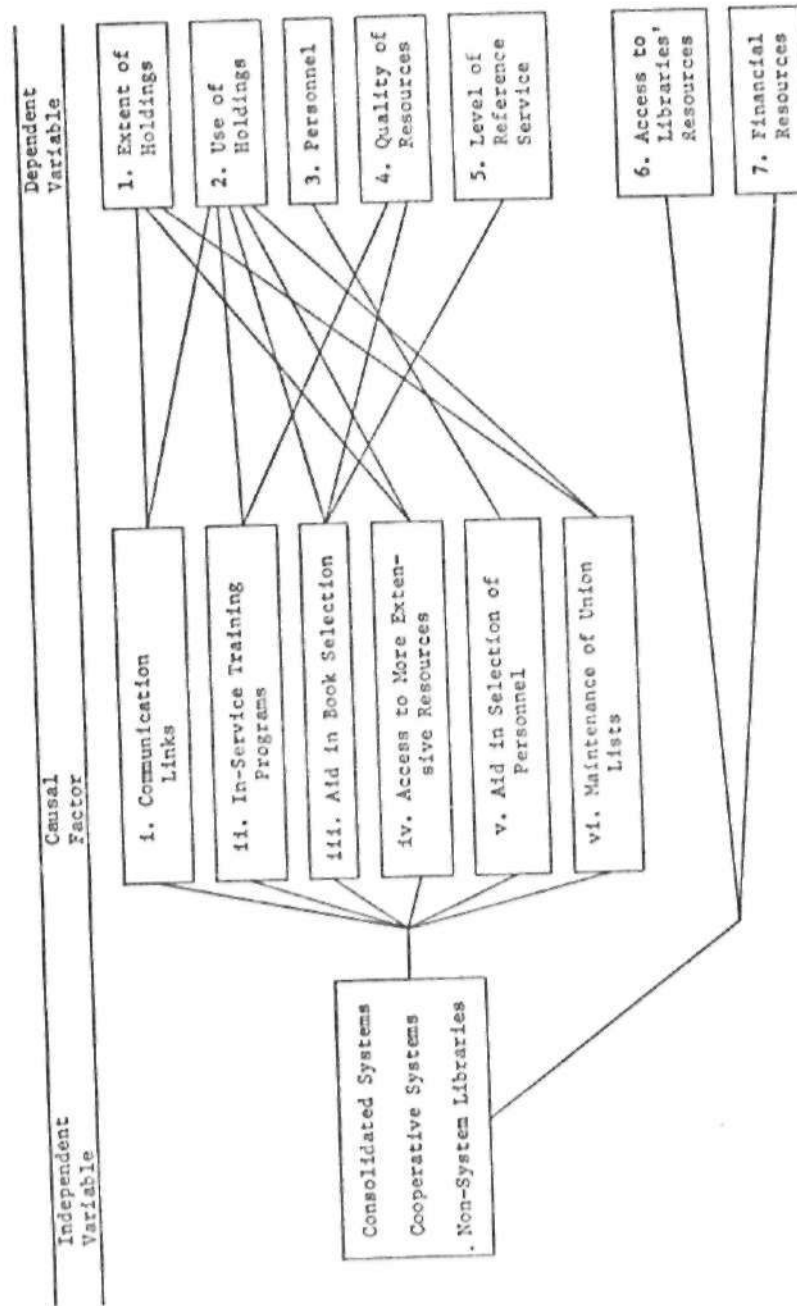 Independent
Variable
Causal
Factor
Dependent
Variable
Consolidated Systems
Cooperative Systems
. Non-System Libraries
i. Communication
Links
ii. In-Service Training
Programs
iii. Aid in Book Selection
iv. Access to More Exten-
sive Resources
v. Aid in Selection of
Personnel
vi. Maintenance of Union
Lists
1. Extent of
Holdings
2. Use of
Holdings
3. Personnel
4. Quality of
Resources
5. Level of
Reference
Service
6. Access to
Libraries'
Resources
7. Financial
Resources